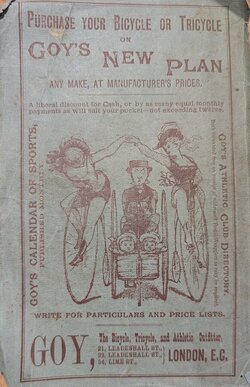 PURCHASE YOUR BICYCLE OR TRICYCLE
ON
GOY'S NEW PLAN
ANY MAKE, AT MANUFACTURER'S PRICES.
A liberal discount for Cash, or by as many equal monthly
payments as will suit your pocket—not exceeding twelve.
GOY'S CALENDAR OF SPORTS,
PUBLISHED MONTHLY
GOY'S ATHLETIC CLUB DIRECTORY.
WRITE FOR PARTICULARS AND PRICE LISTS.
GOY,
The Bicycle, Tricycle, and Athletic Outfitter,
21, LEADENHALL ST.,
22, LEADENHALL ST.,
54, LIME ST.,
LONDON, E.C.